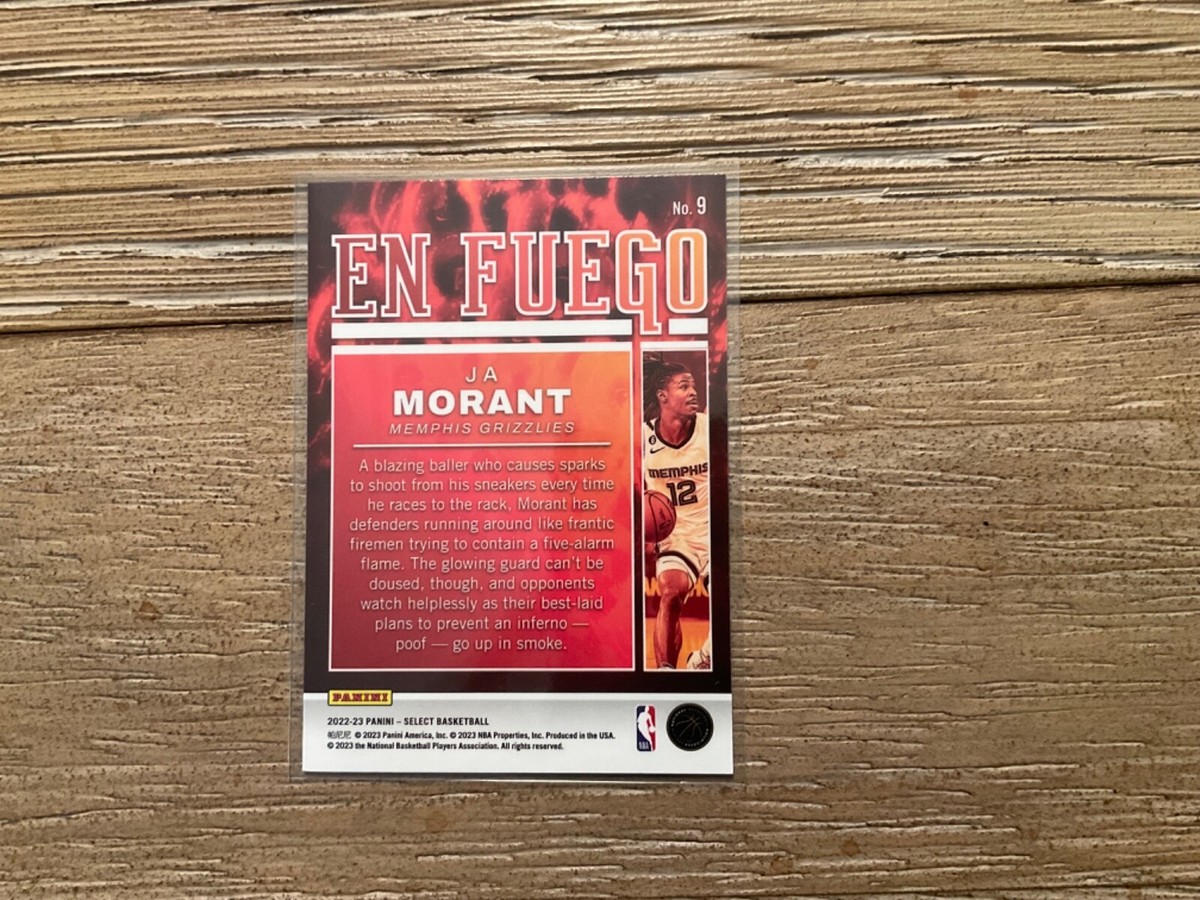 No. 9
EN FUEGO
JA
MORANT
MEMPHIS GRIZZLIES
A blazing baller who causes sparks
to shoot from his sneakers every time
he races to the rack, Morant has
defenders running around like frantic
firemen trying to contain a five-alarm
flame. The glowing guard can't be
doused, though, and opponents
watch helplessly as their best-laid
plans to prevent an inferno —
poof — go up in smoke.
MEMPHIS
12
PANINI
2022-23 PANINI – SELECT BASKETBALL
帕尼尼 © 2023 Panini America, Inc. © 2023 NBA Properties, Inc. Produced in the USA.
© 2023 the National Basketball Players Association. All rights reserved.
NBA